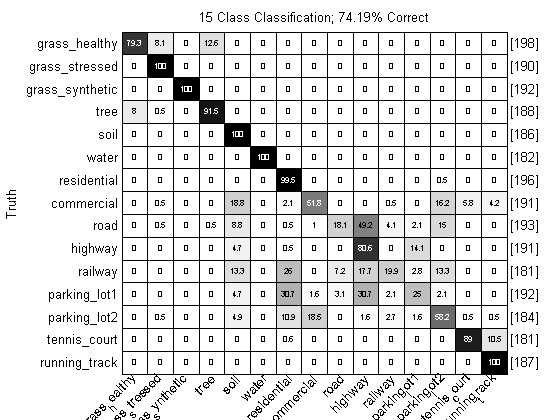 15 Class Classification; 74.19% Correct
Truth
grass_healthy 79.3 8.1 0 12.6 0 0 0 0 0 0 0 0 0 0 0 [198]
grass_stressed 0 100 0 0 0 0 0 0 0 0 0 0 0 0 0 [190]
grass_synthetic 0 0 100 0 0 0 0 0 0 0 0 0 0 0 0 [192]
tree 8 0.5 0 91.5 0 0 0 0 0 0 0 0 0 0 0 [188]
soil 0 0 0 0 100 0 0 0 0 0 0 0 0 0 0 [186]
water 0 0 0 0 0 100 0 0 0 0 0 0 0 0 0 [182]
residential 0 0 0 0 0 0 99.5 0 0 0 0 0 0.5 0 0 [196]
commercial 0 0.5 0 0 18.8 0 2.1 51.8 0 0 0.5 0 16.2 5.8 4.2 [191]
road 0 0.5 0 0.5 8.8 0 0.5 1 18.1 49.2 4.1 2.1 15 0 0 [193]
highway 0 0 0 0 4.7 0 0.5 0 0 80.6 0 14.1 0 0 0 [191]
railway 0 0 0 0 13.3 0 26 0 7.2 17.7 19.9 2.8 13.3 0 0 [181]
parking_lot1 0 0 0 0 4.7 0 30.7 1.6 3.1 30.7 2.1 25 2.1 0 0 [192]
parking_lot2 0 0.5 0 0 4.9 0 10.9 18.5 0 1.6 2.7 1.6 58.2 0.5 0.5 [184]
tennis_court 0 0 0 0 0 0 0.6 0 0 0 0 0 0 89 10.5 [181]
running_track 0 0 0 0 0 0 0 0 0 0 0 0 0 0 100 [187]
tree soil water residential road highway railway